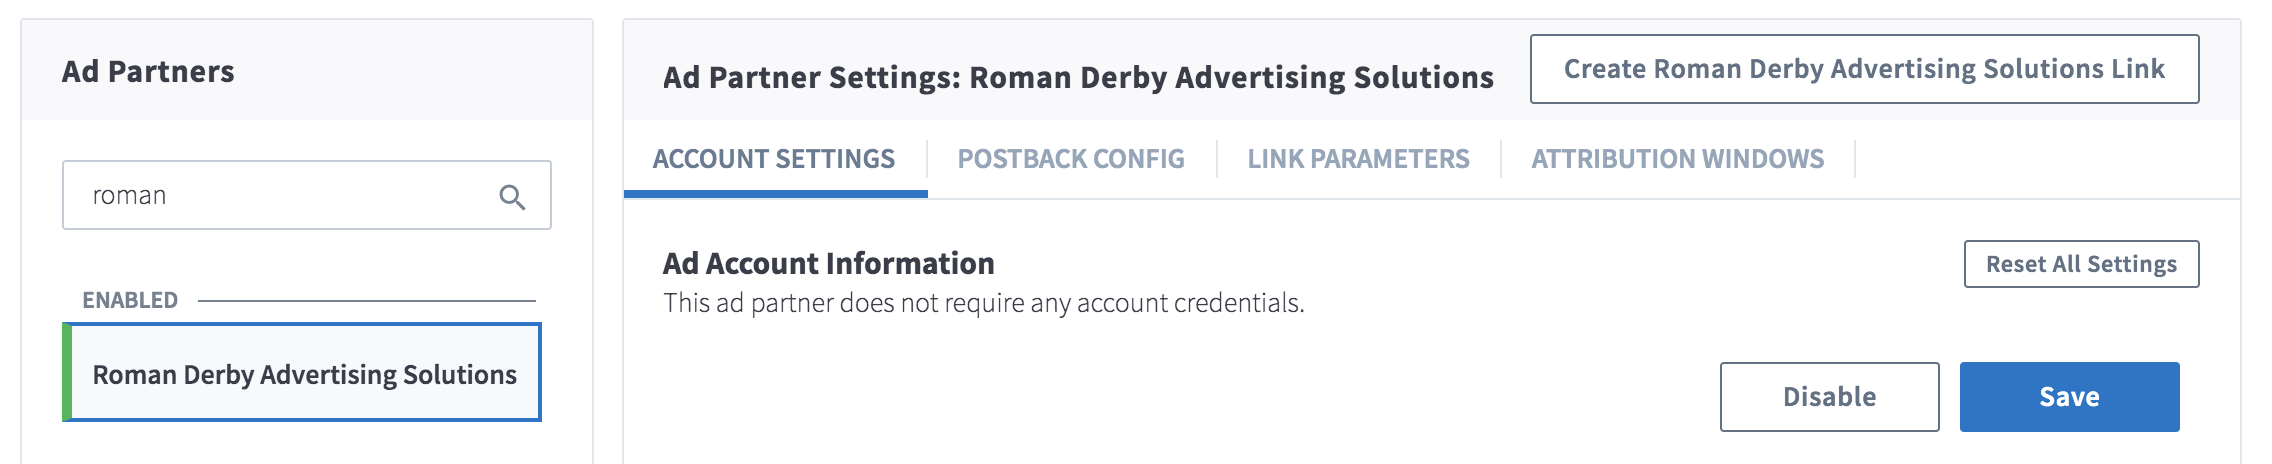 Ad Partners
roman
ENABLED
Roman Derby Advertising Solutions
Ad Partner Settings: Roman Derby Advertising Solutions
Create Roman Derby Advertising Solutions Link
ACCOUNT SETTINGS
POSTBACK CONFIG
LINK PARAMETERS
ATTRIBUTION WINDOWS
Ad Account Information
Reset All Settings
This ad partner does not require any account credentials.
Disable
Save